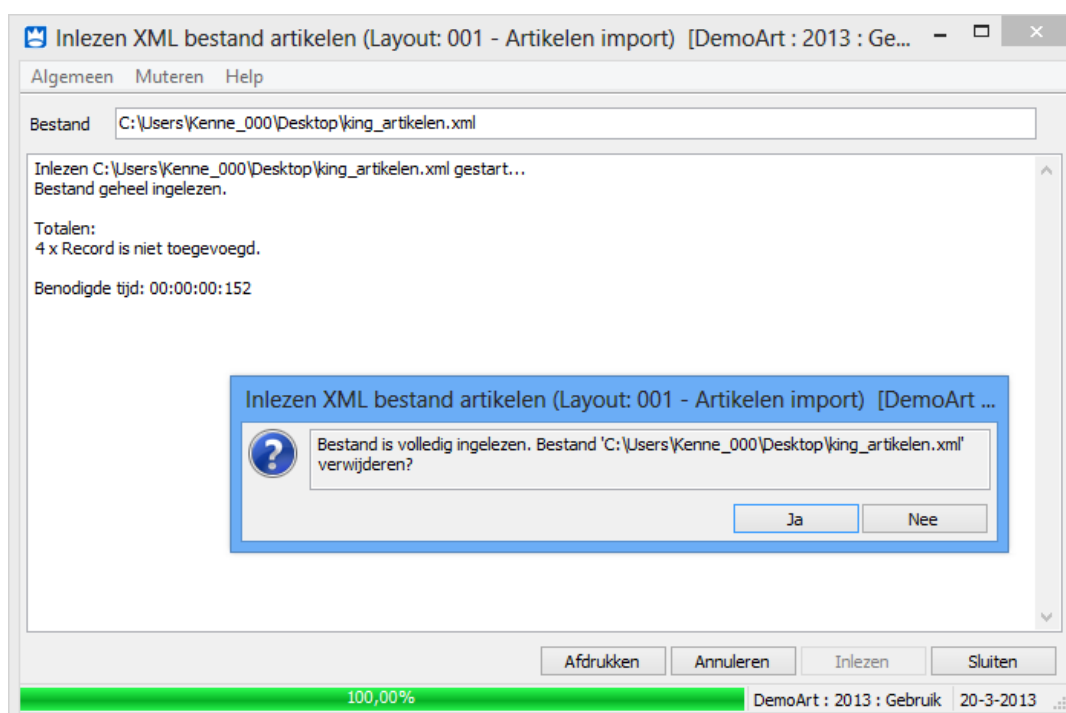 Inlezen XML bestand artikelen (Layout: 001 - Artikelen import) [DemoArt : 2013 : Ge...
Algemeen Muteren Help
Bestand C:\Users\Kenne_000\Desktop\king_artikelen.xml
Inlezen C:\Users\Kenne_000\Desktop\king_artikelen.xml gestart...
Bestand geheel ingelezen.
Totalen:
4 x Record is niet toegevoegd.
Benodigde tijd: 00:00:00:152
Inlezen XML bestand artikelen (Layout: 001 - Artikelen import) [DemoArt ...
Bestand is volledig ingelezen. Bestand 'C:\Users\Kenne_000\Desktop\king_artikelen.xml'
verwijderen?
Ja Nee
Afdrukken Annuleren Inlezen Sluiten
100,00% DemoArt : 2013 : Gebruik 20-3-2013